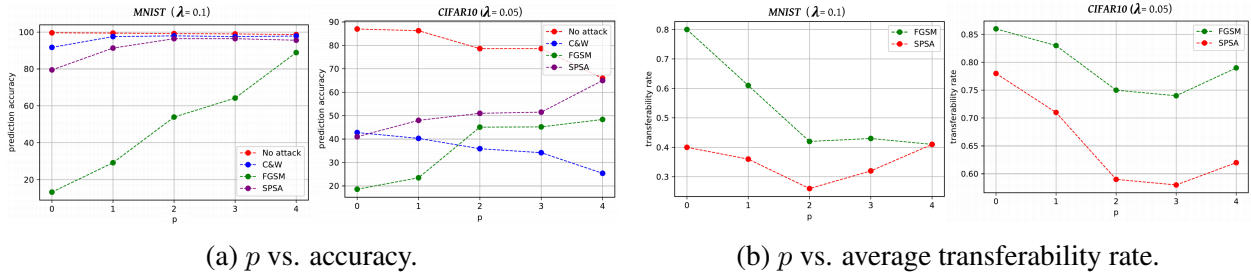 MNIST (λ= 0.1)
prediction accuracy
100
80
60
40
20
No attack
C&W
FGSM
SPSA
0 1 2 3 4
p
CIFAR10 (λ= 0.05)
prediction accuracy
90
80
70
60
50
40
30
20
No attack
C&W
FGSM
SPSA
0 1 2 3 4
p
(a) p vs. accuracy.
MNIST (λ=0.1)
transferability rate
0.8
0.7
0.6
0.5
0.4
0.3
FGSM
SPSA
0 1 2 3 4
p
CIFAR10 (λ= 0.05)
transferability rate
0.85
0.80
0.75
0.70
0.65
0.60
FGSM
SPSA
0 1 2 3 4
p
(b) p vs. average transferability rate.